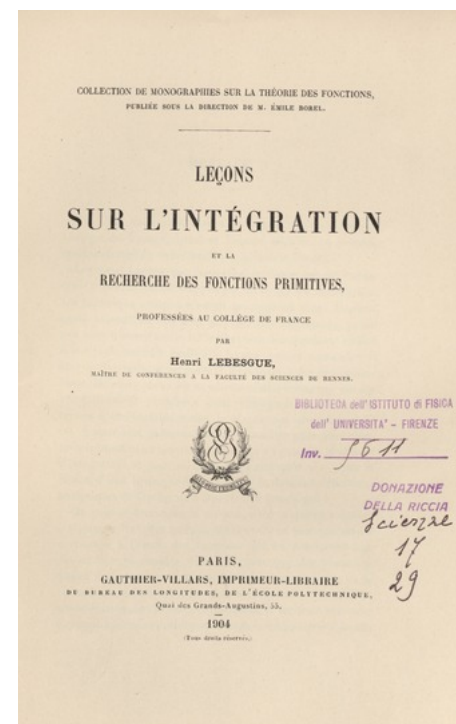 COLLECTION DE MONOGRAPHIES SUR LA THÉORIE DES FONCTIONS,
PUBLIÉE SOUS LA DIRECTION DE M. ÉMILE BOREL.
LEÇONS
SUR L'INTÉGRATION
ET LA
RECHERCHE DES FONCTIONS PRIMITIVES,
PROFESSÉES AU COLLÈGE DE FRANCE
PAR
Henri LEBESGUE,
MAÎTRE DE CONFÉRENCES A LA FACULTÉ DES SCIENCES DE RENNES.
BIBLIOTECA dell' ISTITUTO di FISICA
dell' UNIVERSITA' - FIRENZE
Inv. 5611
DONAZIONE
DELLA RICCIA
Scienze
17
29
PARIS,
GAUTHIER-VILLARS, IMPRIMEUR-LIBRAIRE
DU BUREAU DES LONGITUDES, DE L'ÉCOLE POLYTECHNIQUE,
Quai des Grands-Augustins, 55.
1904
(Tous droits réservés.)